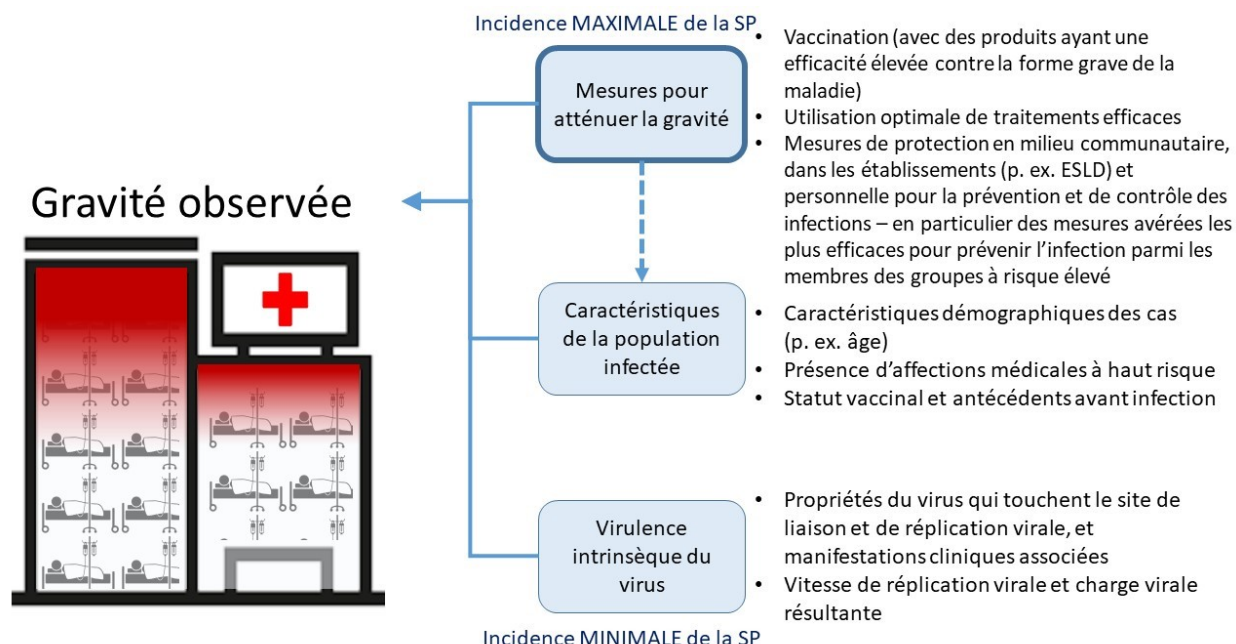 Incidence MAXIMALE de la SP
Mesures pour
atténuer la gravité
• Vaccination (avec des produits ayant une
efficacité élevée contre la forme grave de la
maladie)
• Utilisation optimale de traitements efficaces
• Mesures de protection en milieu communautaire,
dans les établissements (p. ex. ESLD) et
personnelle pour la prévention et de contrôle des
infections – en particulier des mesures avérées les
plus efficaces pour prévenir l’infection parmi les
membres des groupes à risque élevé
Gravité observée
Caractéristiques
de la population
infectée
• Caractéristiques démographiques des cas
(p. ex. âge)
• Présence d’affections médicales à haut risque
• Statut vaccinal et antécédents avant infection
Virulence
intrinsèque du
virus
• Propriétés du virus qui touchent le site de
liaison et de réplication virale, et
manifestations cliniques associées
• Vitesse de réplication virale et charge virale
résultante
Incidence MINIMALE de la SP